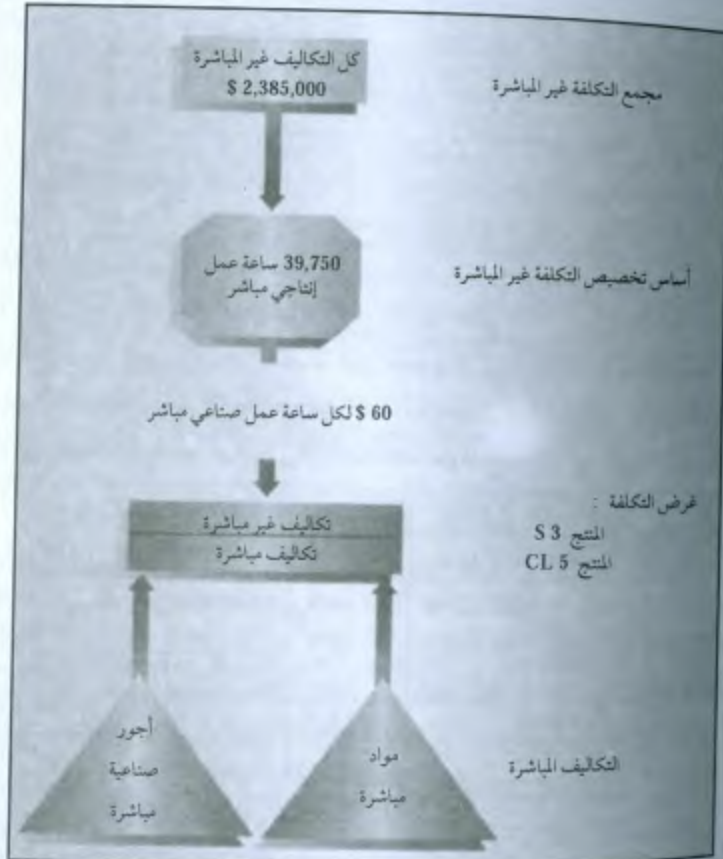 كل التكاليف غير المباشرة
$ 2,385,000
مجمع التكلفة غير المباشرة
39,750 ساعة عمل
إنتاجي مباشر
أساس تخصيص التكلفة غير المباشرة
60 $ لكل ساعة عمل صناعي مباشر
غرض التكلفة :
المنتج S 3
المنتج CL 5
تكاليف غير مباشرة
تكاليف مباشرة
التكاليف المباشرة
مواد
مباشرة
أجور
صناعية
مباشرة